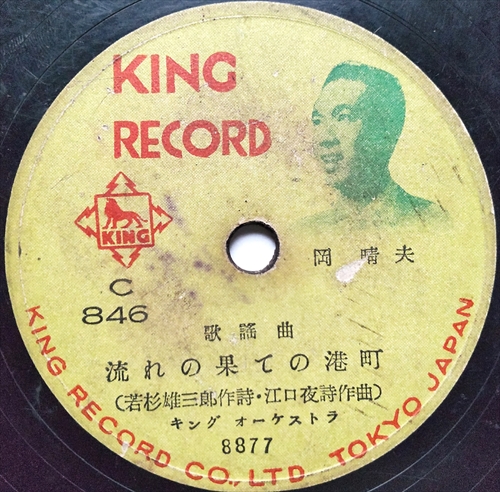 KING
RECORD
KING
岡晴夫
C
846
歌謡曲
流れの果ての港町
(若杉雄三郎作詩・江口夜詩作曲)
キング オーケストラ
8877
KING RECORD CO., LTD. TOKYO JAPAN